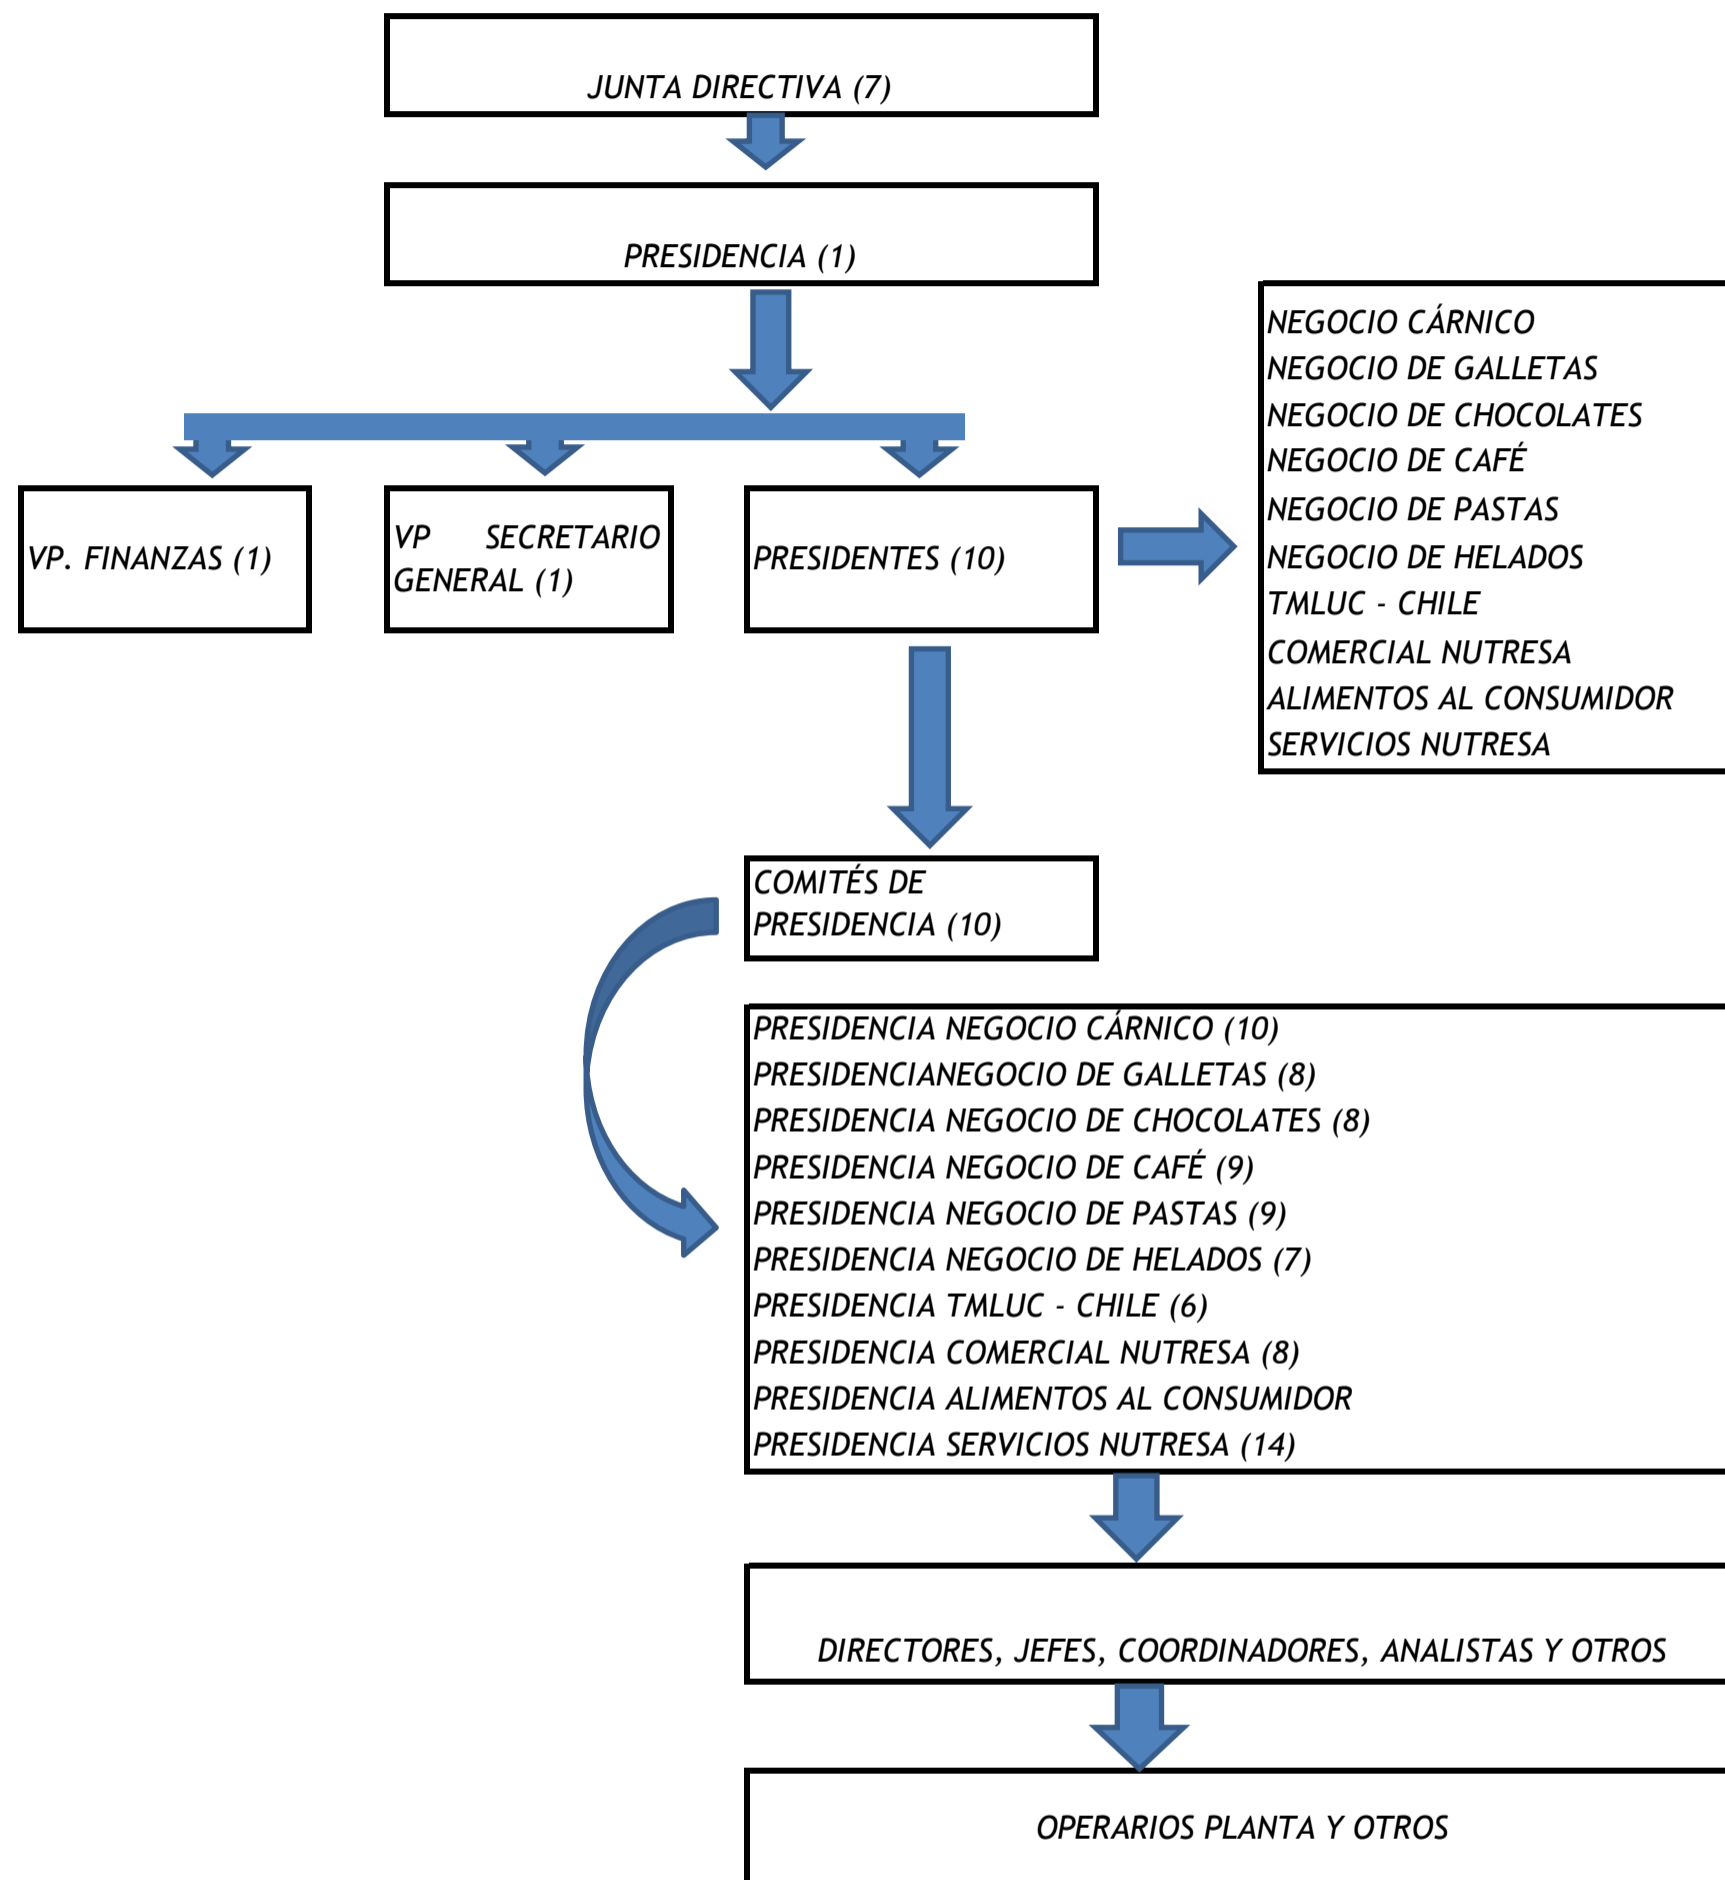 JUNTA DIRECTIVA (7)
PRESIDENCIA (1)
NEGOCIO CÁRNICO
NEGOCIO DE GALLETAS
NEGOCIO DE CHOCOLATES
NEGOCIO DE CAFÉ
NEGOCIO DE PASTAS
NEGOCIO DE HELADOS
TMLUC - CHILE
COMERCIAL NUTRESA
ALIMENTOS AL CONSUMIDOR
SERVICIOS NUTRESA
VP. FINANZAS (1)
VP SECRETARIO
GENERAL (1)
PRESIDENTES (10)
COMITÉS DE
PRESIDENCIA (10)
PRESIDENCIA NEGOCIO CÁRNICO (10)
PRESIDENCIANEGOCIO DE GALLETAS (8)
PRESIDENCIA NEGOCIO DE CHOCOLATES (8)
PRESIDENCIA NEGOCIO DE CAFÉ (9)
PRESIDENCIA NEGOCIO DE PASTAS (9)
PRESIDENCIA NEGOCIO DE HELADOS (7)
PRESIDENCIA TMLUC - CHILE (6)
PRESIDENCIA COMERCIAL NUTRESA (8)
PRESIDENCIA ALIMENTOS AL CONSUMIDOR
PRESIDENCIA SERVICIOS NUTRESA (14)
DIRECTORES, JEFES, COORDINADORES, ANALISTAS Y OTROS
OPERARIOS PLANTA Y OTROS